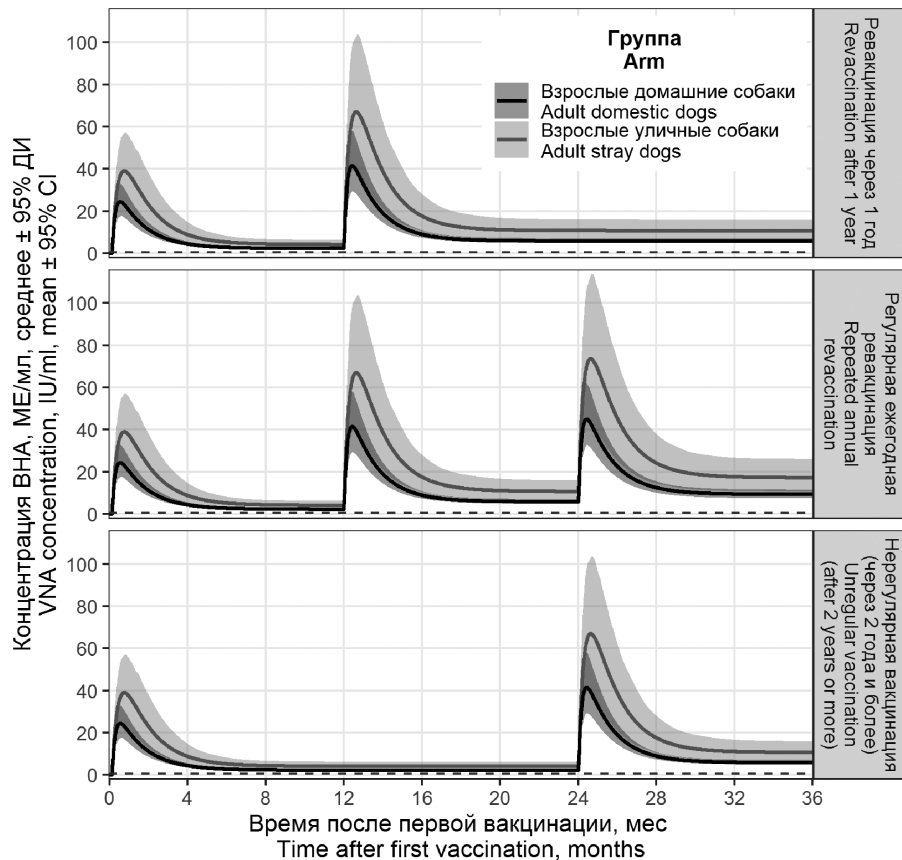 Концентрация ВНА, МЕ/мл, среднее ± 95% ДИ
VNA concentration, IU/ml, mean ± 95% CI
100
80
60
40
20
0
Группа
Arm
Взрослые домашние собаки
Adult domestic dogs
Взрослые уличные собаки
Adult stray dogs
Ревакцинация через 1 год
Revaccination after 1 year
100
80
60
40
20
0
Регулярная ежегодная
ревакцинация
Repeated annual
revaccination
100
80
60
40
20
0
Нерегулярная вакцинация
(через 2 года и более)
Unregular vaccination
(after 2 years or more)
0 4 8 12 16 20 24 28 32 36
Время после первой вакцинации, мес
Time after first vaccination, months